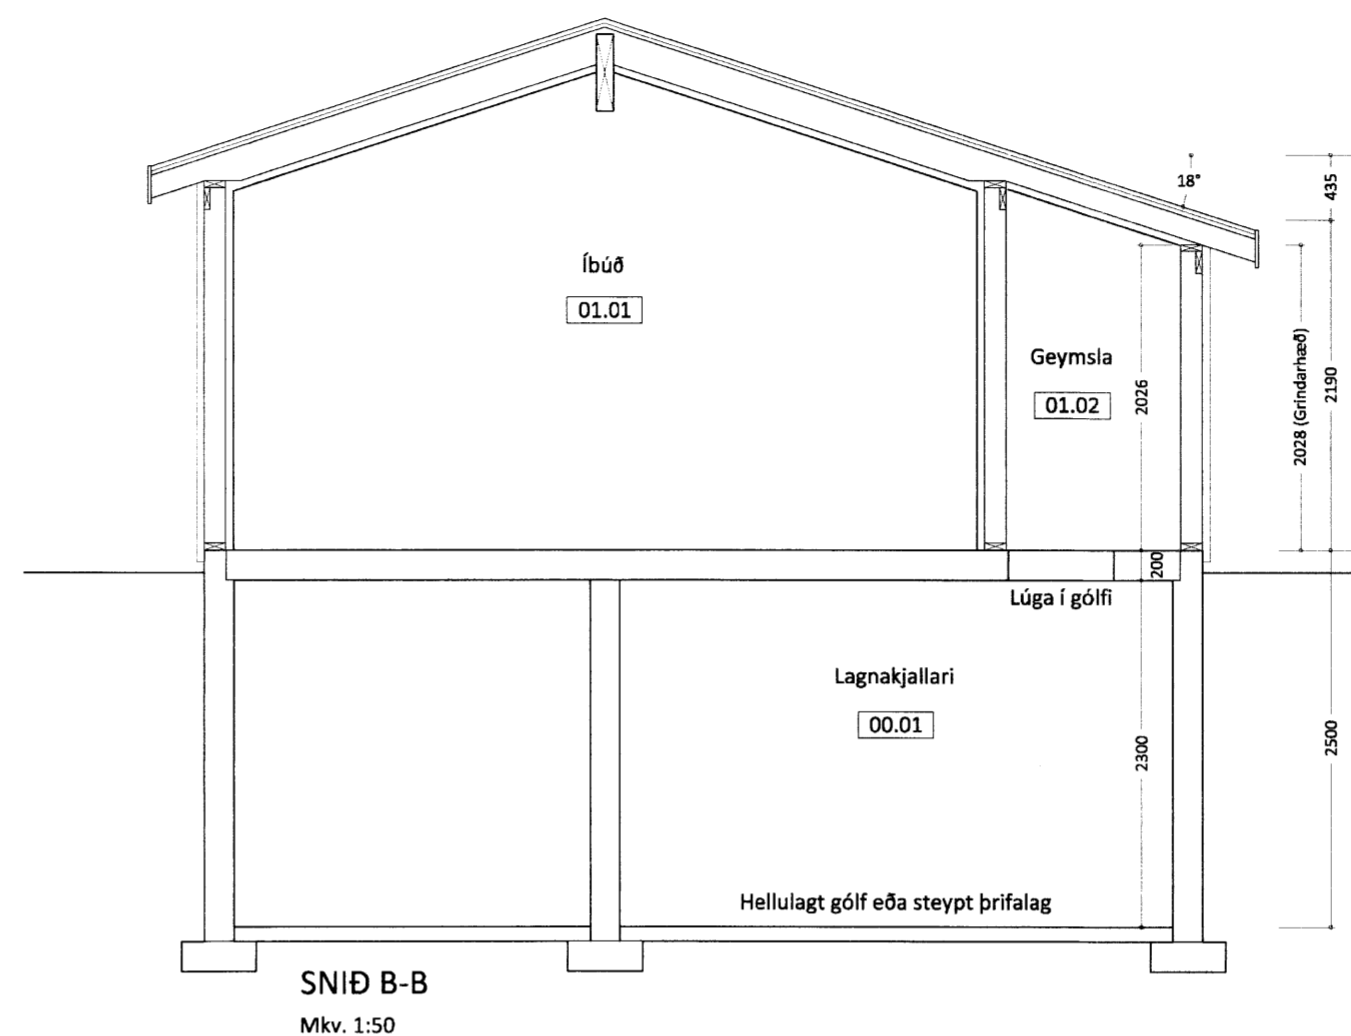 18°
435
Íbúð
01.01
Geymsla
01.02
2026
2028 (Grindarhæð)
2190
200
Lúga í gólfi
Lagnakjallari
00.01
2300
2500
Hellulagt gólf eða steypt þrifalag
SNIÐ B-B
Mkv. 1:50